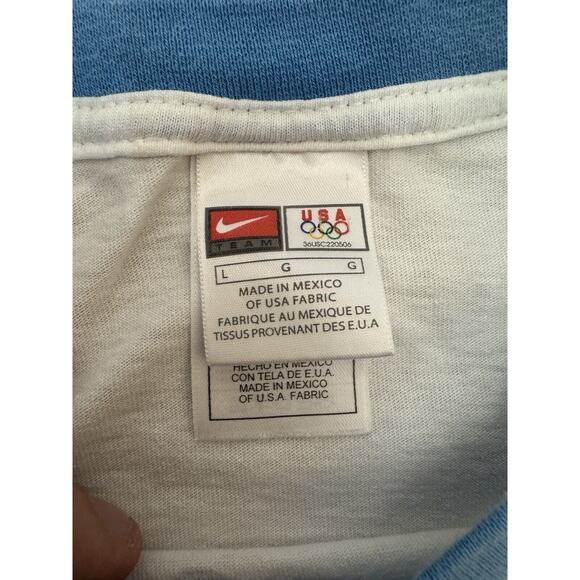 USA
TEAM
36USC220506
L G G
MADE IN MEXICO
OF USA FABRIC
FABRIQUE AU MEXIQUE DE
TISSUS PROVENANT DES E.U.A
HECHO EN MEXICO
CON TELA DE E.U.A.
MADE IN MEXICO
OF U.S.A. FABRIC